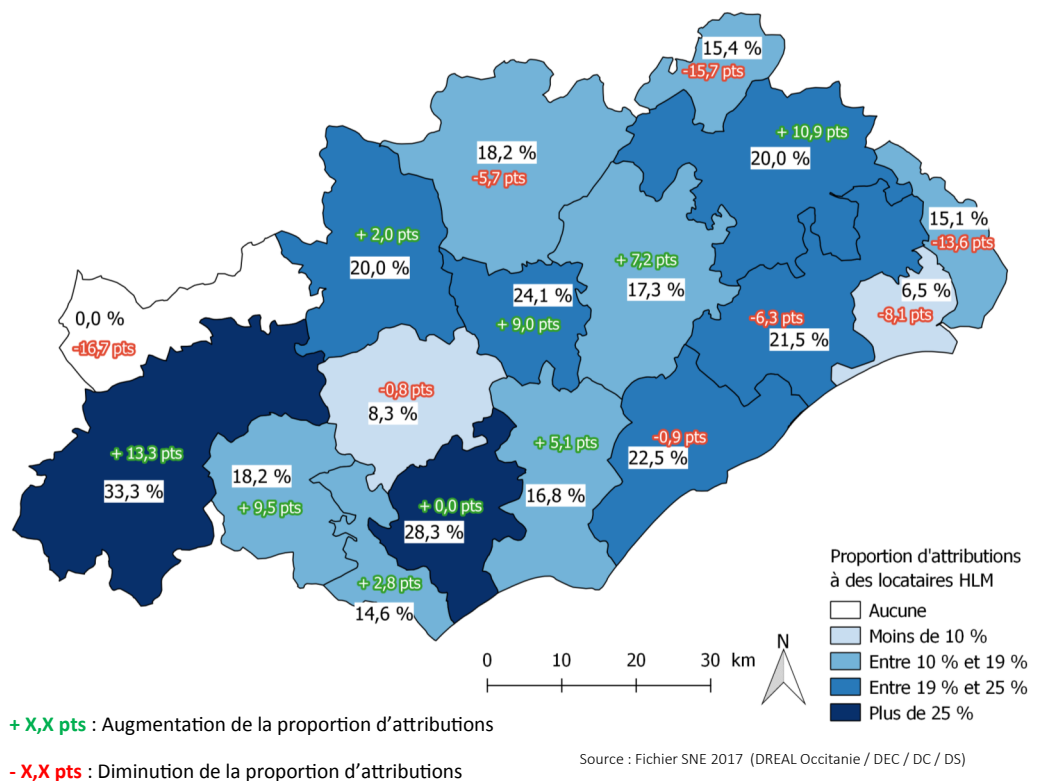 15,4 %
-15,7 pts
+ 10,9 pts
20,0 %
18,2 %
-5,7 pts
15,1 %
-13,6 pts
+ 2,0 pts
20,0 %
+ 7,2 pts
17,3 %
24,1 %
+ 9,0 pts
6,5 %
-8,1 pts
0,0 %
-16,7 pts
-6,3 pts
21,5 %
-0,8 pts
8,3 %
-0,9 pts
22,5 %
+ 5,1 pts
16,8 %
+ 13,3 pts
33,3 %
18,2 %
+ 9,5 pts
+ 0,0 pts
28,3 %
+ 2,8 pts
14,6 %
Proportion d'attributions
à des locataires HLM
Aucune
Moins de 10 %
Entre 10 % et 19 %
Entre 19 % et 25 %
Plus de 25 %
N
0 10 20 30 km
+ X,X pts : Augmentation de la proportion d’attributions
- X,X pts : Diminution de la proportion d’attributions
Source : Fichier SNE 2017 (DREAL Occitanie / DEC / DC / DS)